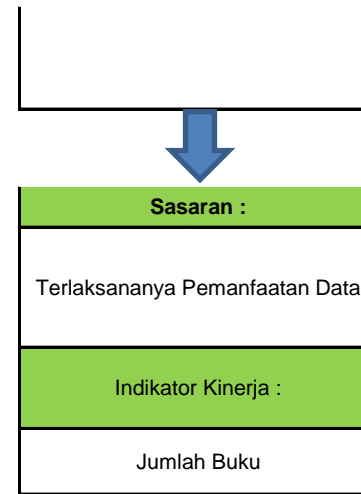 Sasaran :
Terlaksananya Pemanfaatan Data
Indikator Kinerja :
Jumlah Buku